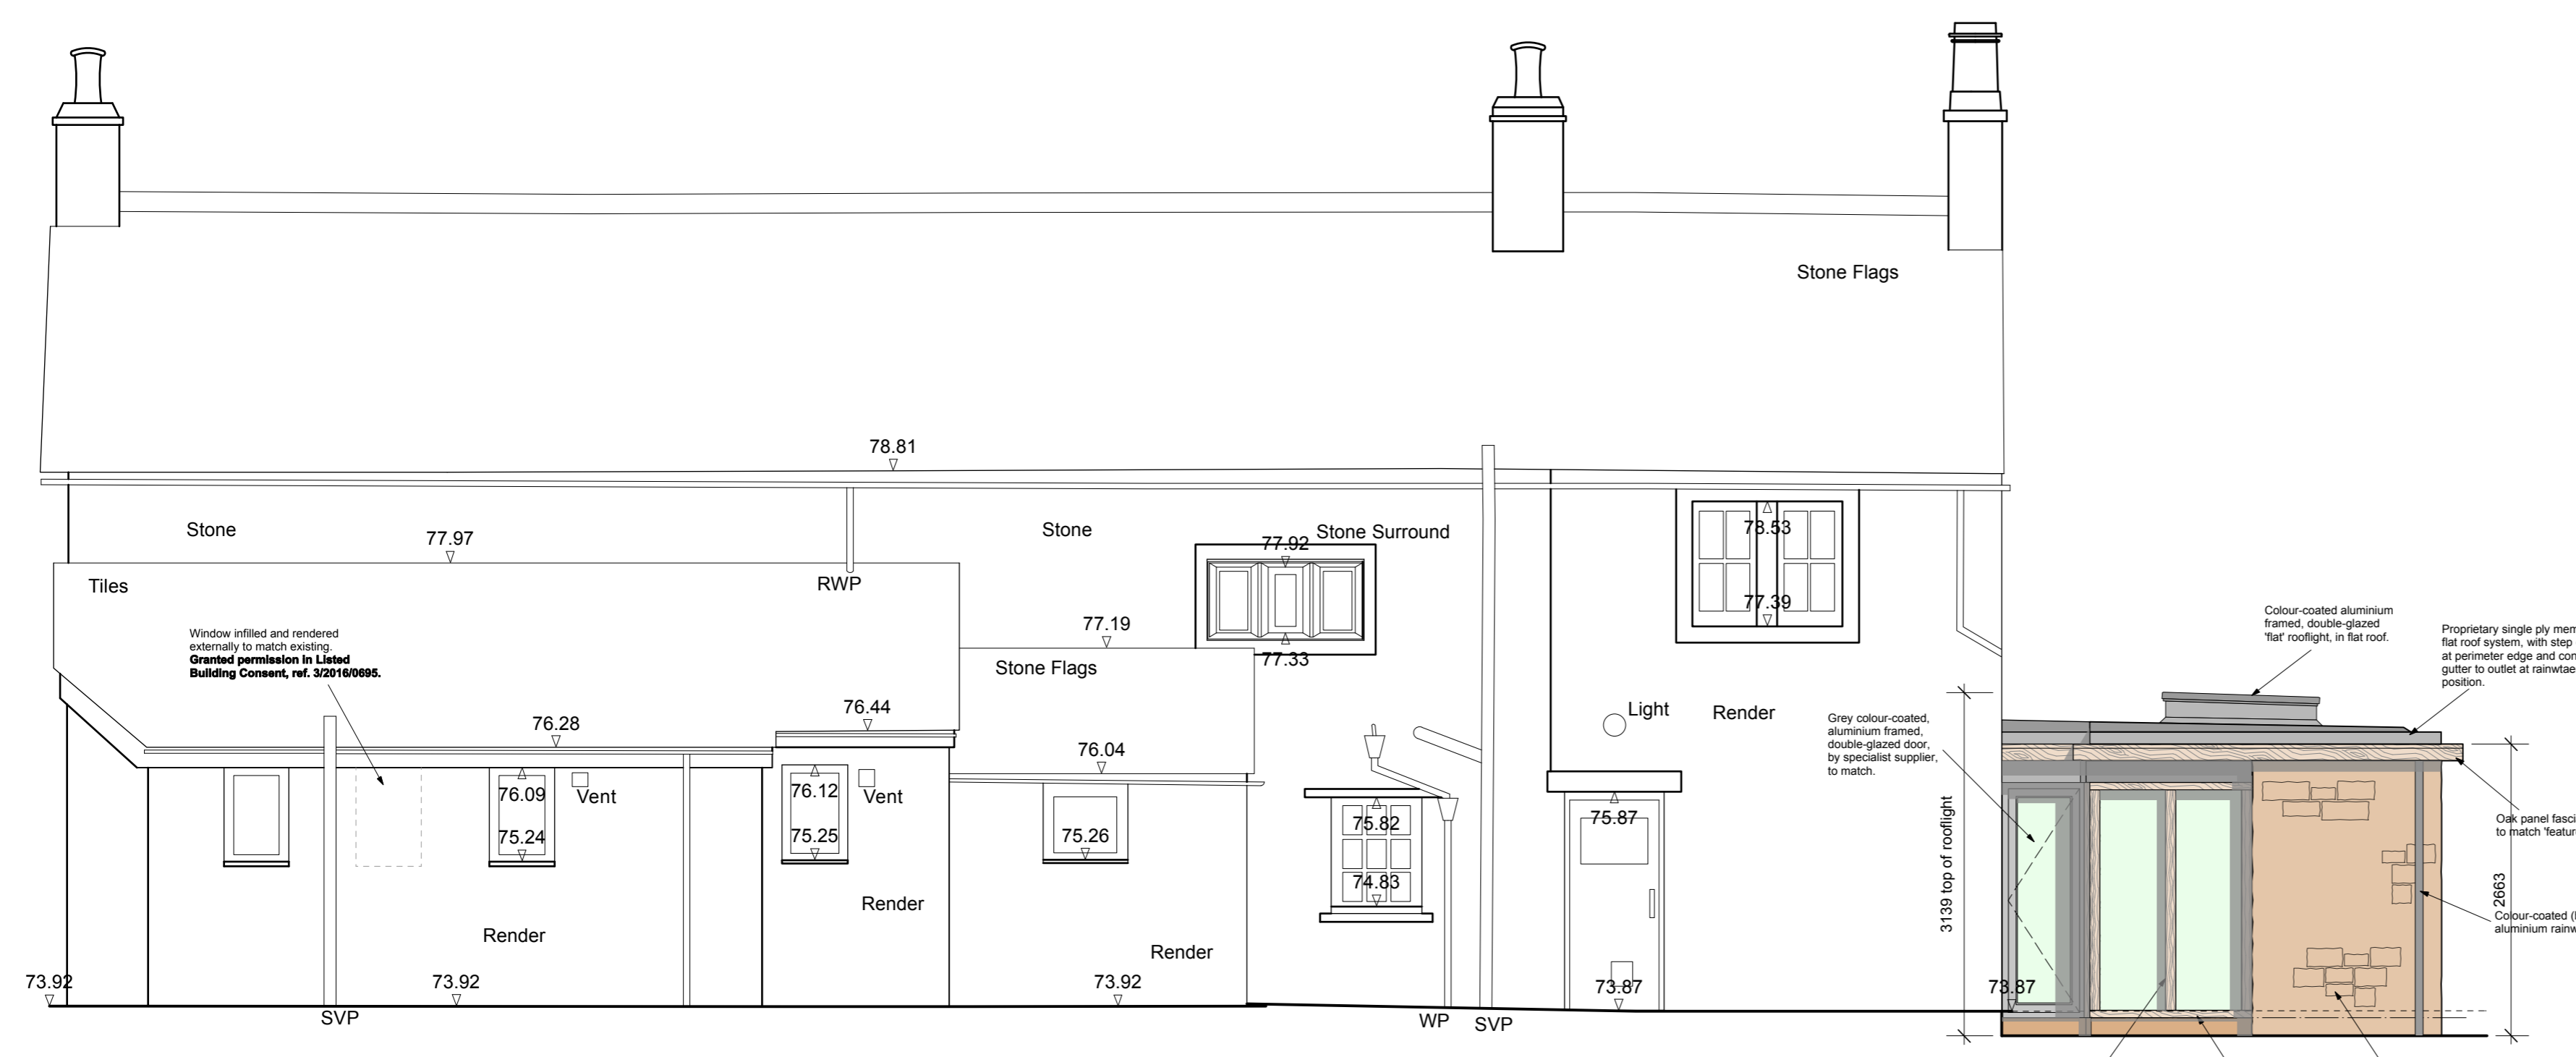 Stone Flags
78.81
Stone
77.97
Stone
Stone Surround
77.92
78.53
Tiles
RWP
77.39
77.19
77.33
Stone Flags
Window infilled and rendered
externally to match existing.
Granted permission in Listed
Building Consent, ref. 3/2016/0695.
Colour-coated aluminium
framed, double-glazed
'flat' rooflight, in flat roof.
Proprietary single ply mem
flat roof system, with step
at perimeter edge and con
gutter to outlet at rainwtae
position.
76.28
76.44
76.04
Light
Render
Grey colour-coated,
aluminium framed,
double-glazed door,
by specialist supplier,
to match.
76.09
Vent
75.24
76.12
Vent
75.25
75.26
75.82
74.83
75.87
3139 top of rooflight
Oak panel fasci
to match 'featur
2663
Colour-coated (
aluminium rainw
Render
Render
Render
73.92
73.92
73.92
73.87
73.87
SVP
WP
SVP